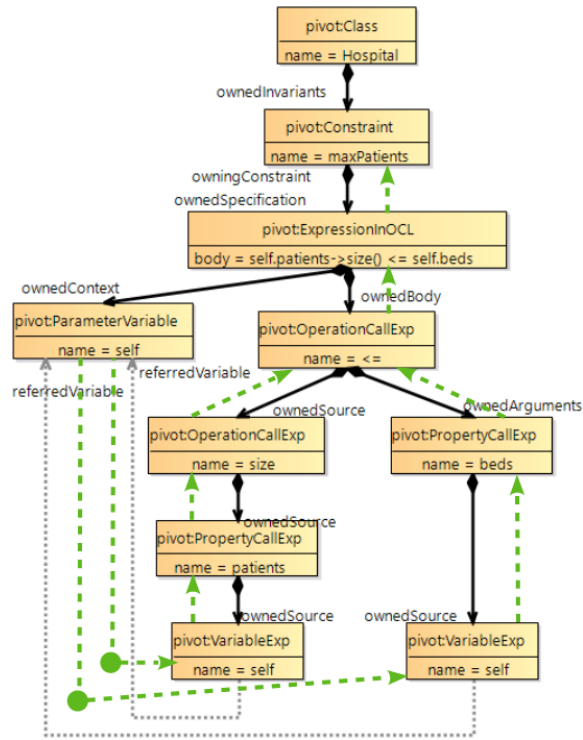 pivot:Class
name = Hospital
ownedInvariants
pivot:Constraint
name = maxPatients
owningConstraint
ownedSpecification
pivot:ExpressionInOCL
body = self.patients->size() <= self.beds
ownedContext
ownedBody
pivot:ParameterVariable
name = self
pivot:OperationCallExp
name = <=
referredVariable
referredVariable
ownedSource
ownedArguments
pivot:OperationCallExp
name = size
pivot:PropertyCallExp
name = beds
ownedSource
pivot:PropertyCallExp
name = patients
ownedSource
ownedSource
pivot:VariableExp
name = self
pivot:VariableExp
name = self